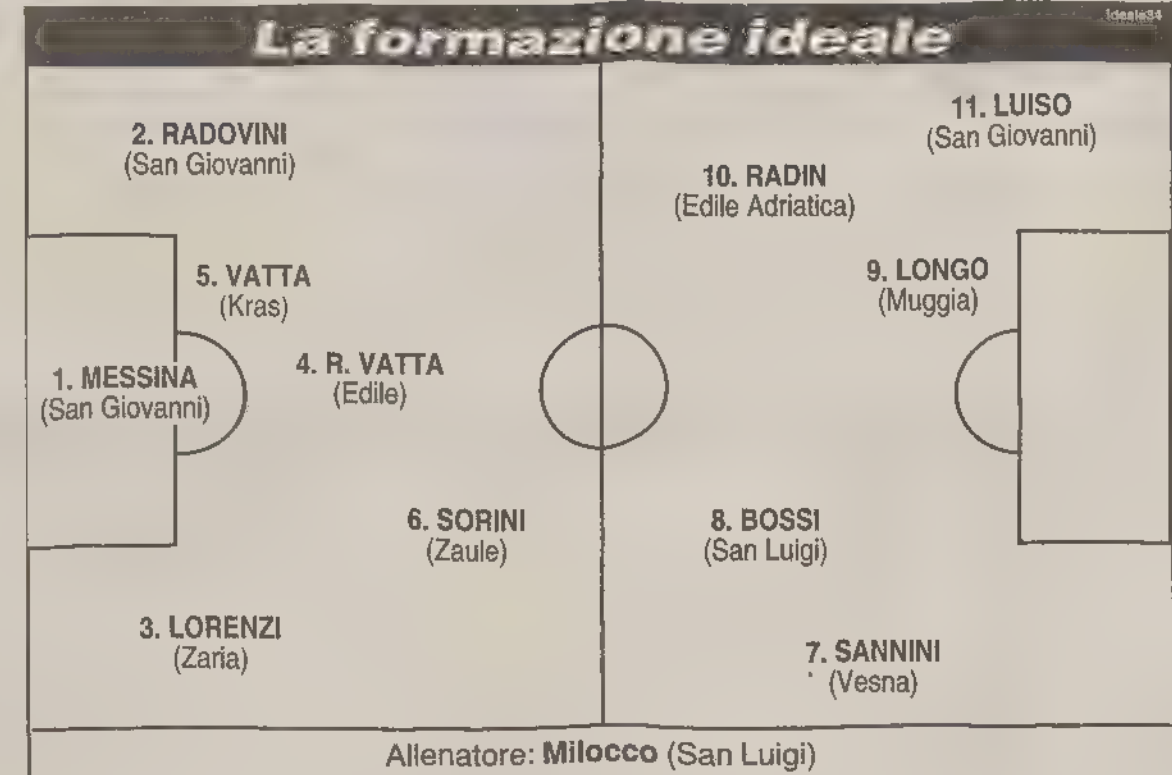 La formazione ideale
ideale34
2. RADOVINI
(San Giovanni)
11. LUISO
(San Giovanni)
10. RADIN
(Edile Adriatica)
5. VATTA
(Kras)
9. LONGO
(Muggia)
1. MESSINA
(San Giovanni)
4. R. VATTA
(Edile)
6. SORINI
(Zaule)
8. BOSSI
(San Luigi)
3. LORENZI
(Zaria)
7. SANNINI
(Vesna)
Allenatore: Milocco (San Luigi)